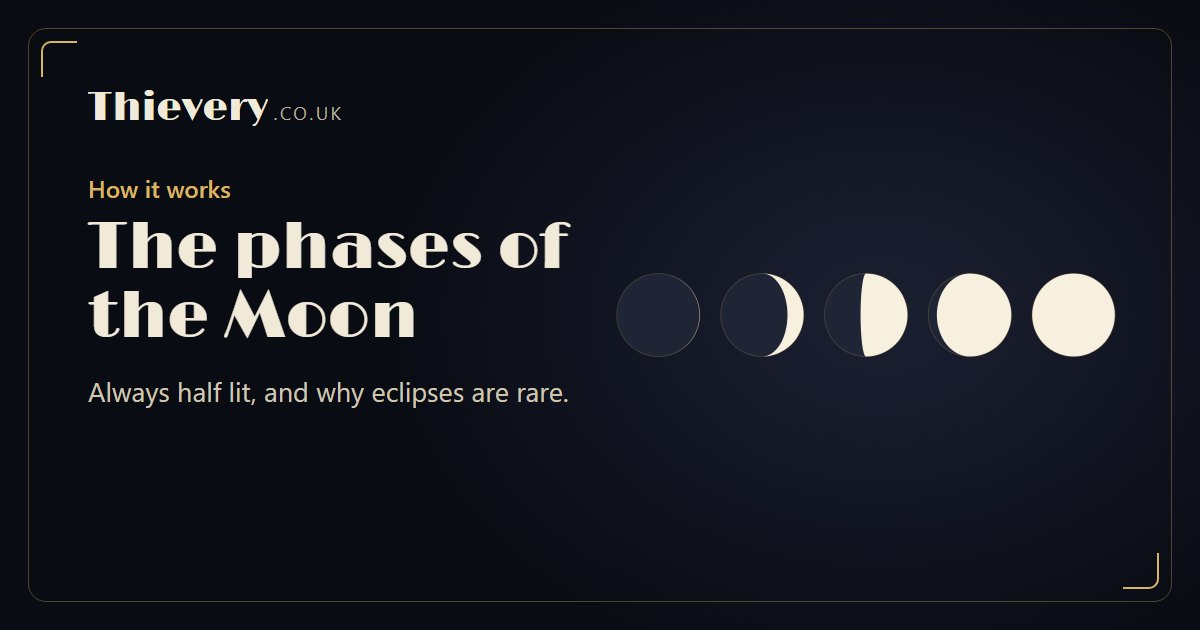 Thievery.CO.UK
How it works
The phases of
the Moon
Always half lit, and why eclipses are rare.